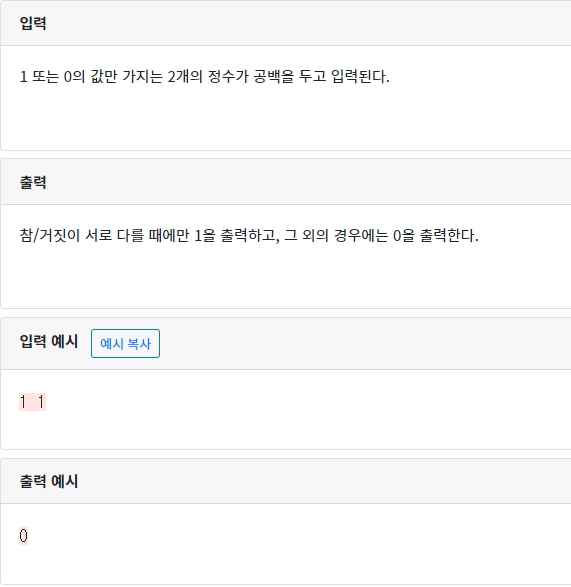 입력
1 또는 0의 값만 가지는 2개의 정수가 공백을 두고 입력된다.
출력
참/거짓이 서로 다를 때에만 1을 출력하고, 그 외의 경우에는 0을 출력한다.
입력 예시 예시 복사
1 1
출력 예시
0